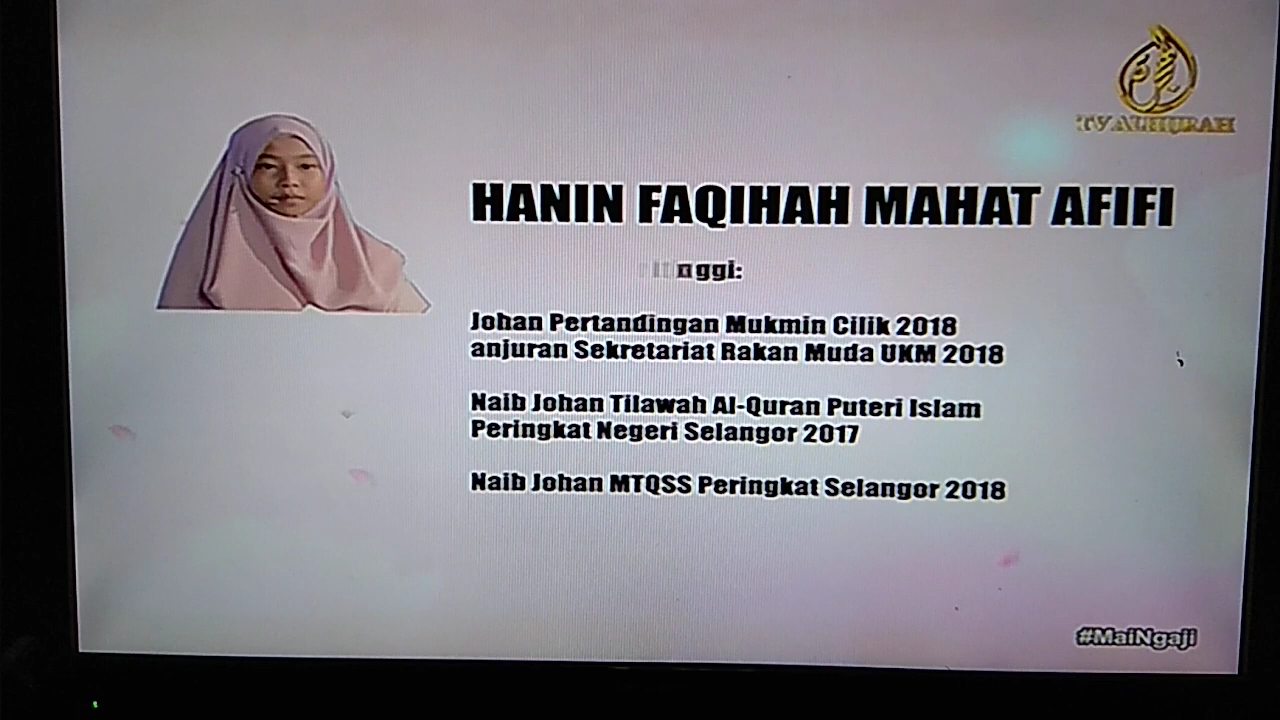 TV ALHIJRAH
HANIN FAQIHAH MAHAT AFIFI
nggi:
Johan Pertandingan Mukmin Cilik 2018
anjuran Sekretariat Rakan Muda UKM 2018
Naib Johan Tilawah Al-Quran Puteri Islam
Peringkat Negeri Selangor 2017
Naib Johan MTQSS Peringkat Selangor 2018
#MaiNgaji